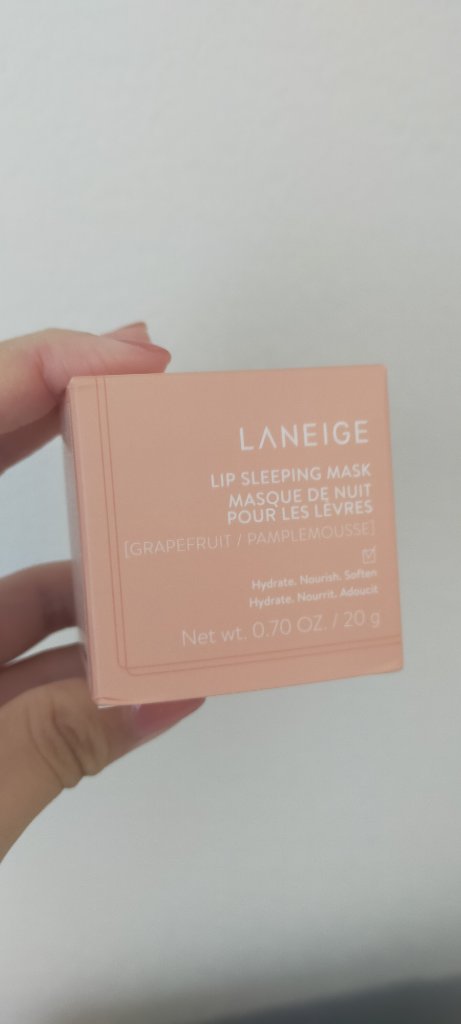 LANEIGE
LIP SLEEPING MASK
MASQUE DE NUIT
POUR LES LÈVRES
[GRAPEFRUIT / PAMPLEMOUSSE]
Hydrate. Nourish. Soften
Hydrate. Nourrit. Adoucit
Net wt. 0.70 OZ. / 20 g